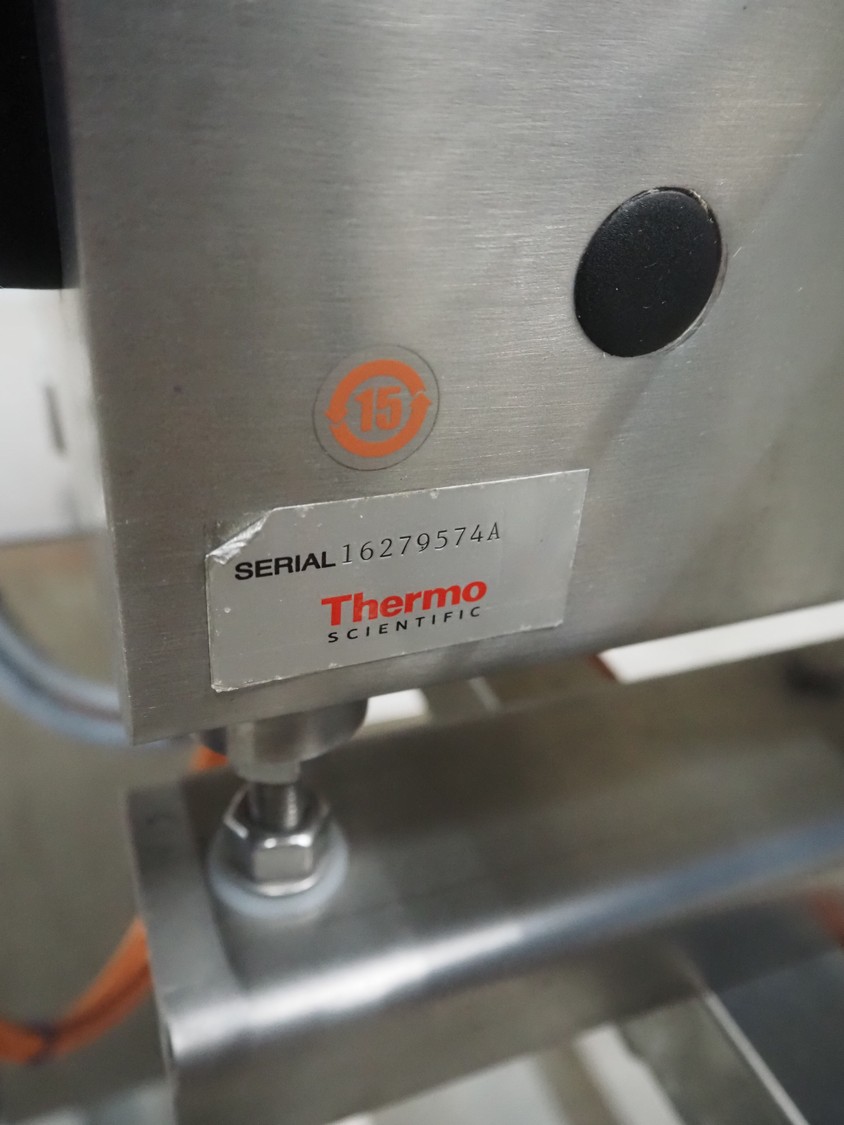 15
SERIAL 16279574A
Thermo
SCIENTIFIC